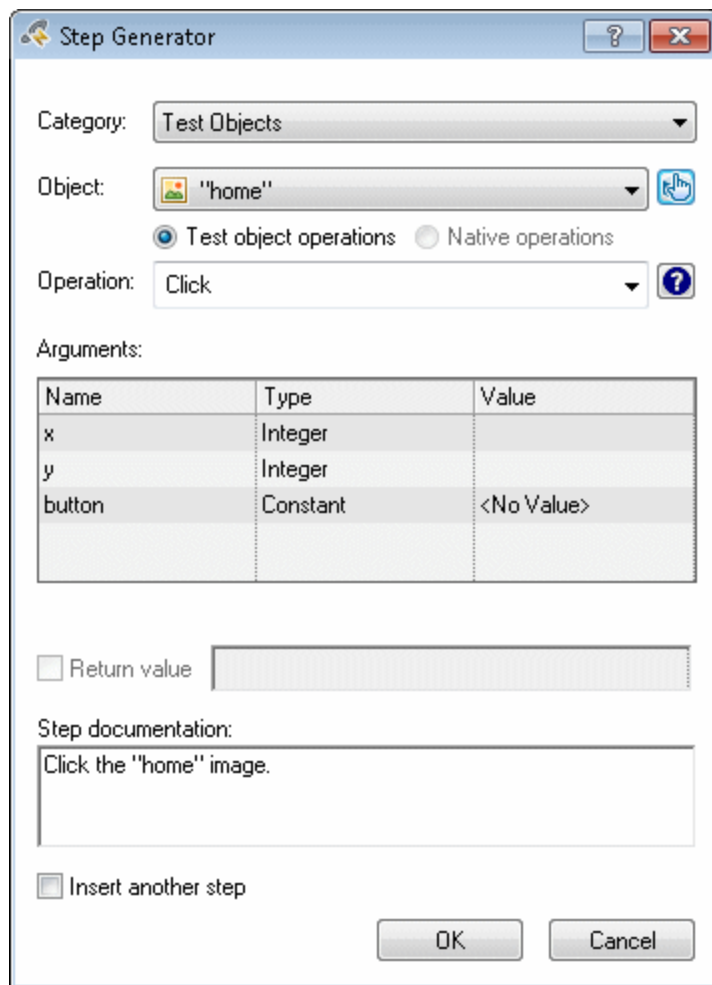 Step Generator
Category: Test Objects
Object: "home"
Test object operations Native operations
Operation: Click
Arguments:
Name Type Value
x Integer
y Integer
button Constant <No Value>
Return value
Step documentation:
Click the "home" image.
Insert another step
OK Cancel